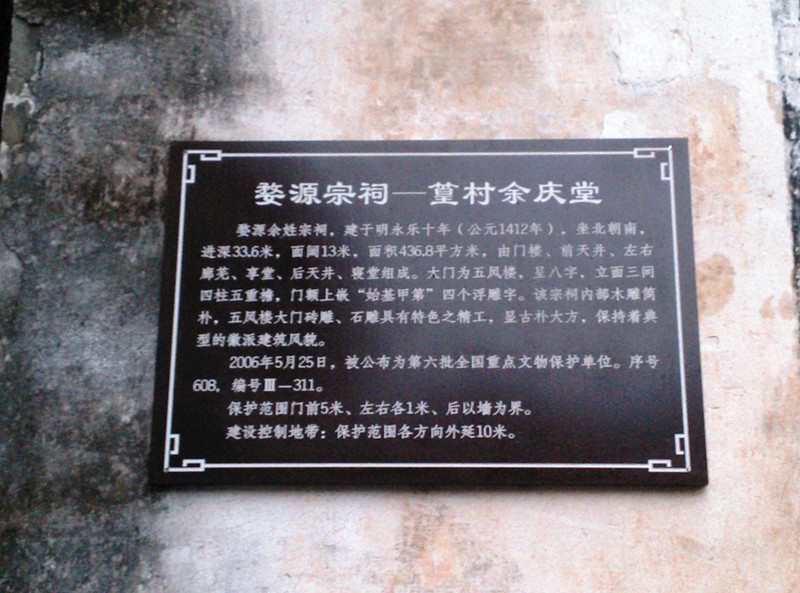 婺源宗祠—篁村余庆堂
婺源余姓宗祠，建于明永乐十年（公元1412年），坐北朝南，
进深33.6米，面阔13米，面积436.8平方米，由门楼、前天井、左右
廊芜、享堂、后天井、寝堂组成。大门为五凤楼，呈八字，立面三间
四柱五重檐，门额上嵌“始基甲第”四个浮雕字。该宗祠内部木雕简
朴，五凤楼大门砖雕、石雕具有特色之精工，显古朴大方，保持着典
型的徽派建筑风貌。
2006年5月25日，被公布为第六批全国重点文物保护单位。序号
608，编号Ⅲ—311。
保护范围门前5米、左右各1米、后以墙为界。
建设控制地带：保护范围各方向外延10米。